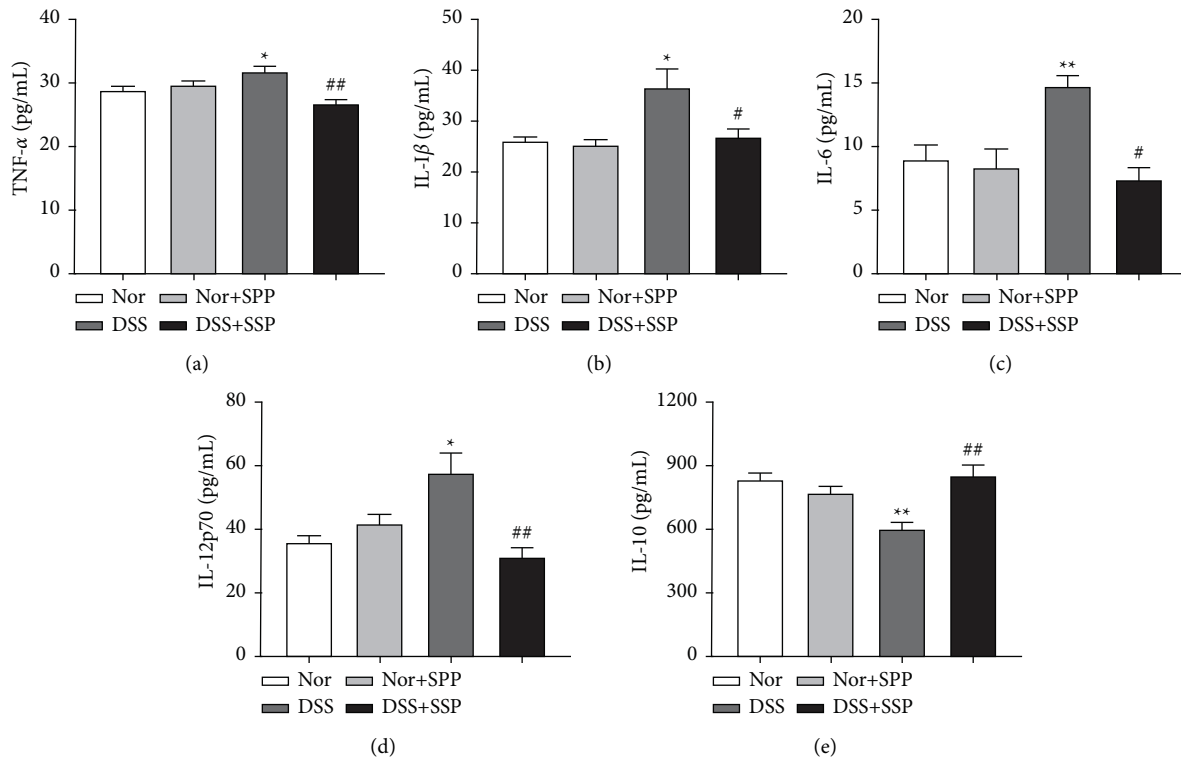 TNF-α (pg/mL)
40
30
20
10
0
*
##
Nor
Nor+SPP
DSS
DSS+SSP
(a)
IL-Iβ (pg/mL)
50
40
30
20
10
0
*
#
Nor
Nor+SPP
DSS
DSS+SSP
(b)
IL-6 (pg/mL)
20
15
10
5
0
**
#
Nor
Nor+SPP
DSS
DSS+SSP
(c)
IL-12p70 (pg/mL)
80
60
40
20
0
*
##
Nor
Nor+SPP
DSS
DSS+SSP
(d)
IL-10 (pg/mL)
1200
900
600
300
0
**
##
Nor
Nor+SPP
DSS
DSS+SSP
(e)